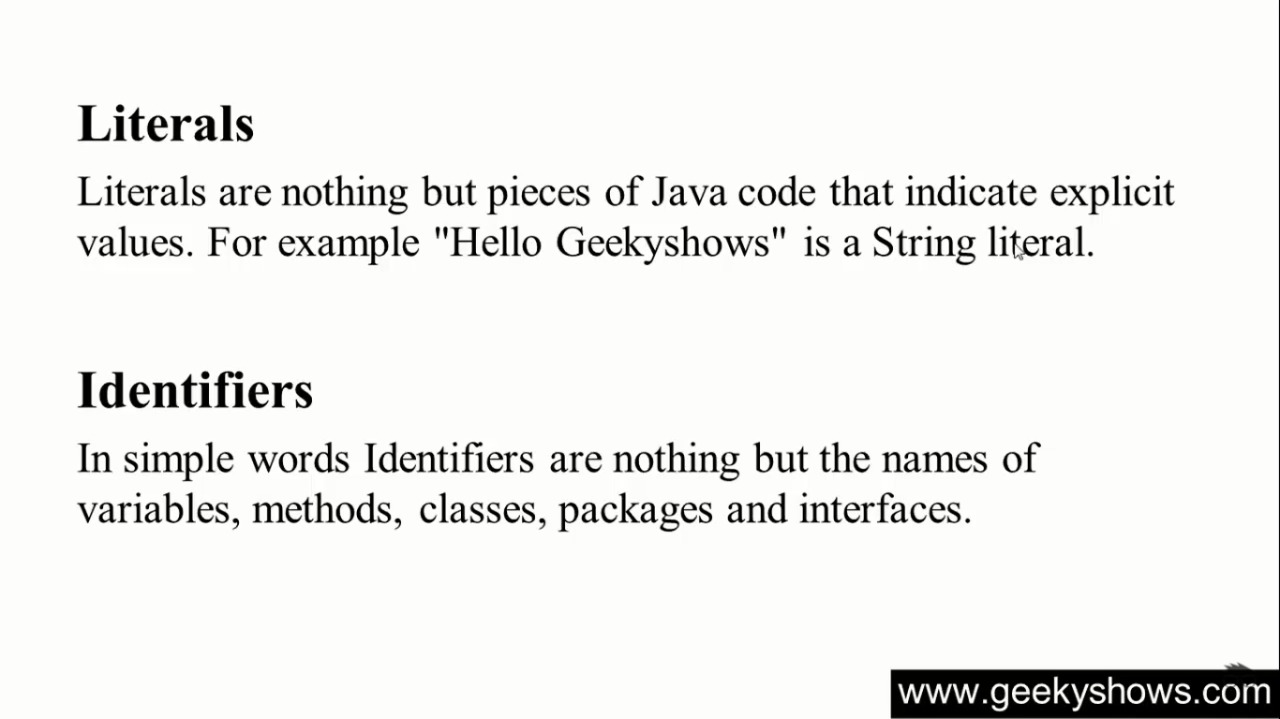 Literals
Literals are nothing but pieces of Java code that indicate explicit
values. For example "Hello Geekyshows" is a String literal.
Identifiers
In simple words Identifiers are nothing but the names of
variables, methods, classes, packages and interfaces.
www.geekyshows.com